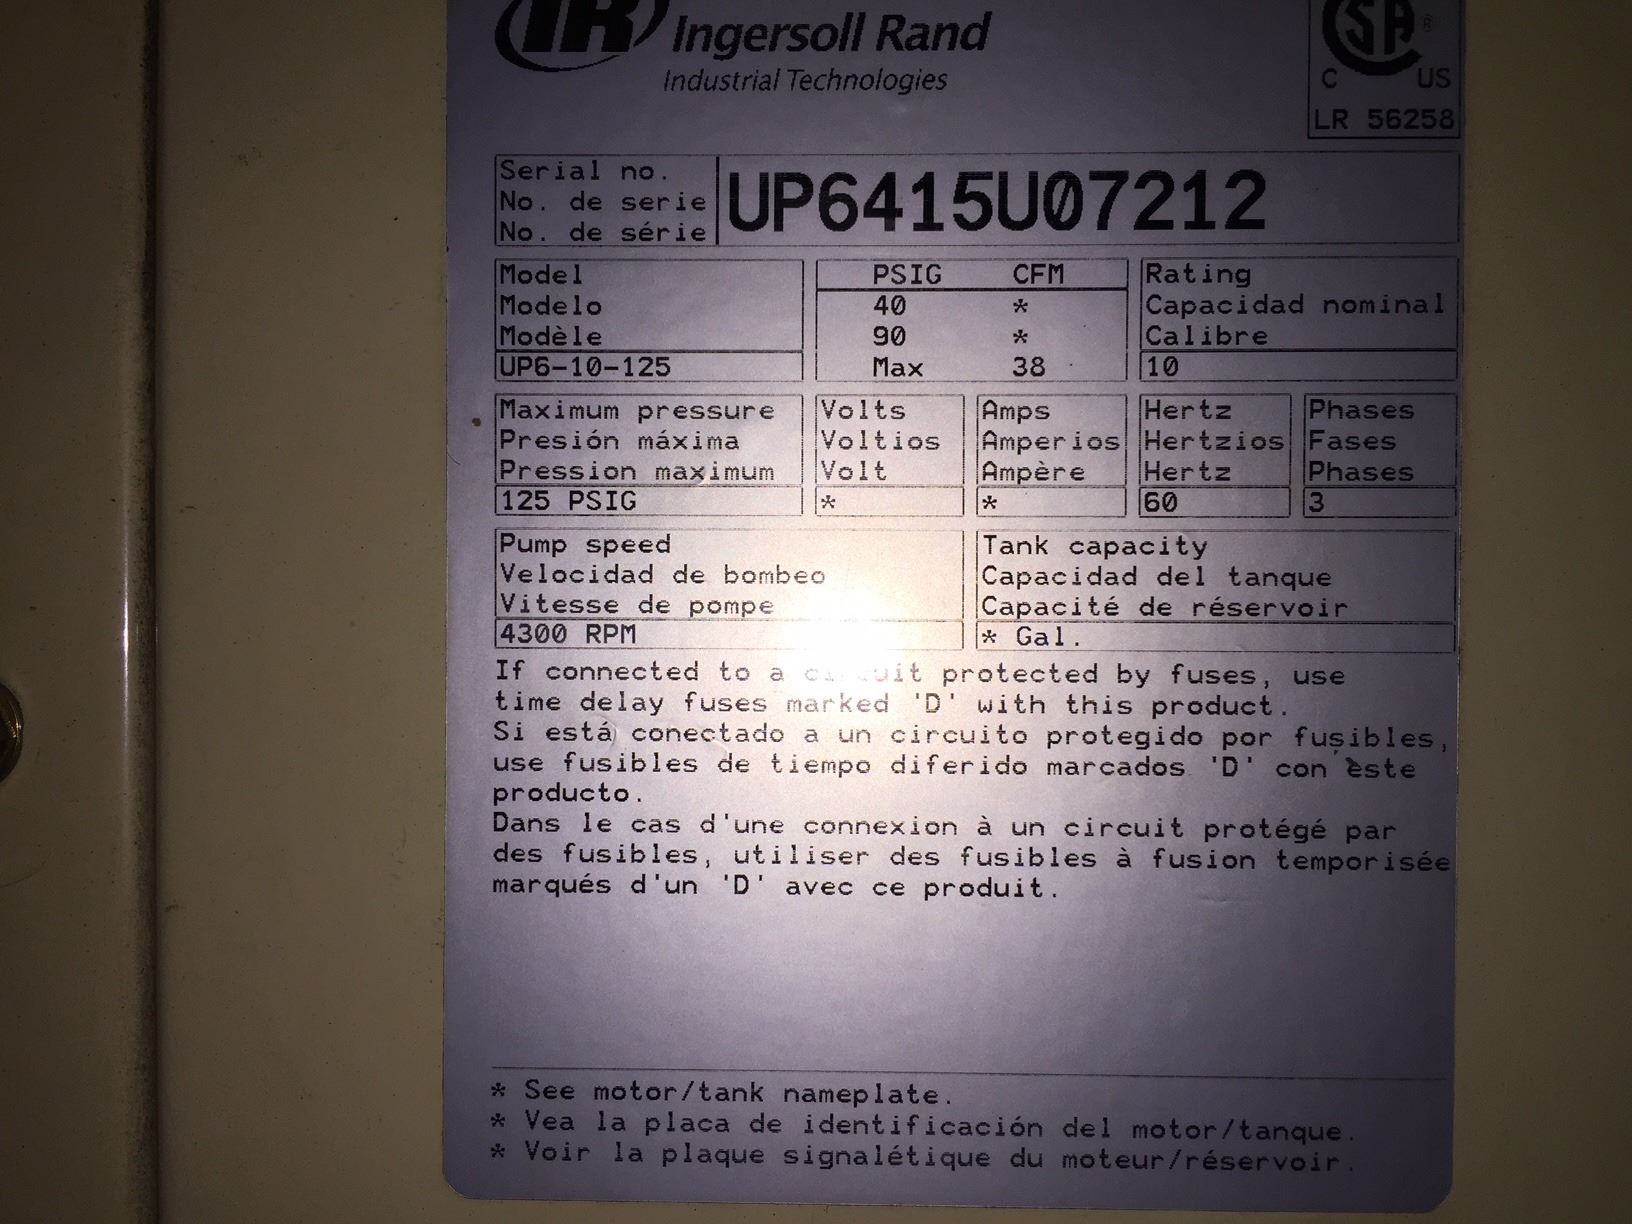 IR Ingersoll Rand
Industrial Technologies
SA ®
C US
LR 56258
Serial no.
No. de serie
No. de série
UP6415U07212
Model
Modelo
Modèle
UP6-10-125
PSIG CFM
40 *
90 *
Max 38
Rating
Capacidad nominal
Calibre
10
Maximum pressure
Presión máxima
Pression maximum
125 PSIG
Volts
Voltios
Volt
*
Amps
Amperios
Ampère
*
Hertz
Hertzios
Hertz
60
Phases
Fases
Phases
3
Pump speed
Velocidad de bombeo
Vitesse de pompe
4300 RPM
Tank capacity
Capacidad del tanque
Capacité de réservoir
* Gal.
If connected to a circuit protected by fuses, use
time delay fuses marked 'D' with this product.
Si está conectado a un circuito protegido por fusibles,
use fusibles de tiempo diferido marcados 'D' con este
producto.
Dans le cas d'une connexion à un circuit protégé par
des fusibles, utiliser des fusibles à fusion temporisée
marqués d'un 'D' avec ce produit.
* See motor/tank nameplate.
* Vea la placa de identificación del motor/tanque.
* Voir la plaque signalétique du moteur/réservoir.